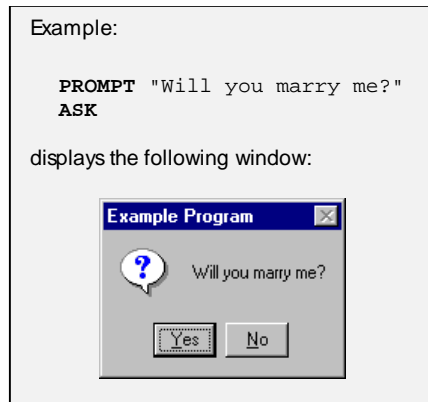 Example:
PROMPT "Will you marry me?"
ASK
displays the following window:
Example Program
?
Will you marry me?
Yes No